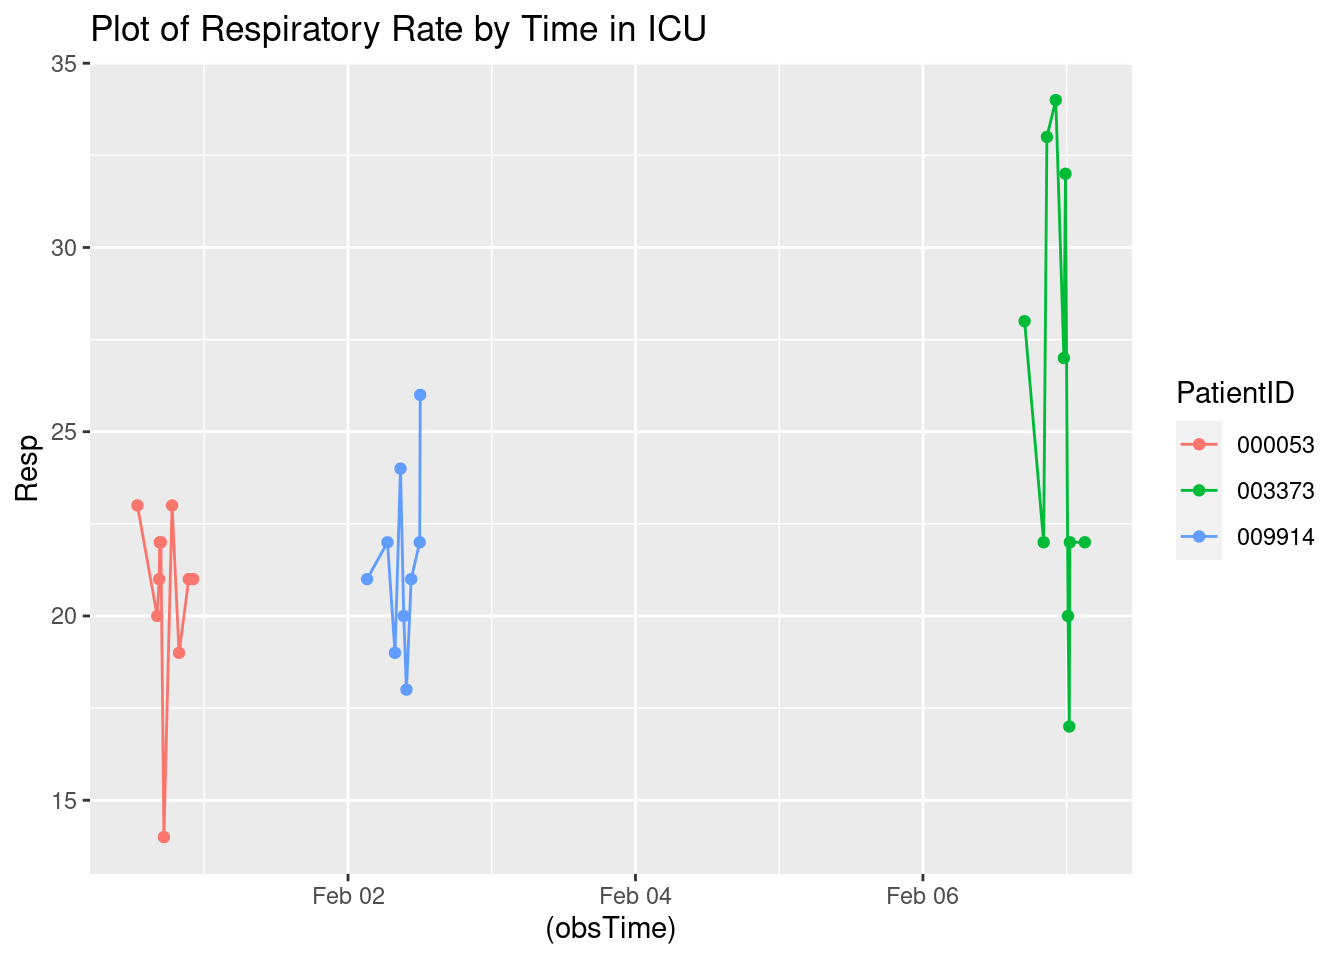 Plot of Respiratory Rate by Time in ICU
35
30
25
20
15
Resp
Feb 02
Feb 04
Feb 06
(obsTime)
PatientID
000053
003373
009914